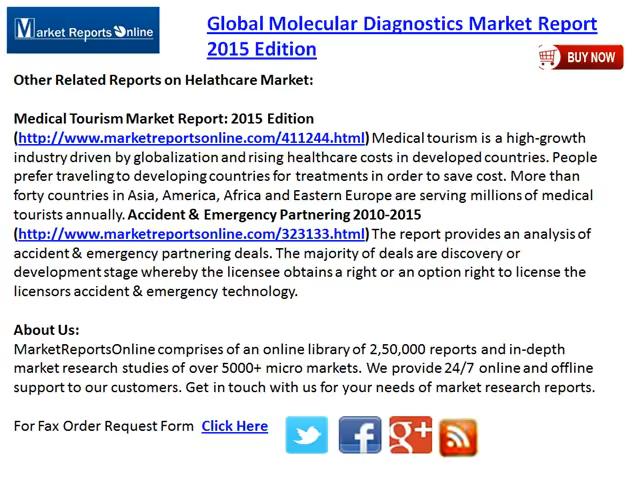 Market Reports Online
Global Molecular Diagnostics Market Report
2015 Edition
BUY NOW
Other Related Reports on Helathcare Market:
Medical Tourism Market Report: 2015 Edition
(http://www.marketreportsonline.com/411244.html) Medical tourism is a high-growth
industry driven by globalization and rising healthcare costs in developed countries. People
prefer traveling to developing countries for treatments in order to save cost. More than
forty countries in Asia, America, Africa and Eastern Europe are serving millions of medical
tourists annually. Accident & Emergency Partnering 2010-2015
(http://www.marketreportsonline.com/323133.html) The report provides an analysis of
accident & emergency partnering deals. The majority of deals are discovery or
development stage whereby the licensee obtains a right or an option right to license the
licensors accident & emergency technology.
About Us:
MarketReportsOnline comprises of an online library of 2,50,000 reports and in-depth
market research studies of over 5000+ micro markets. We provide 24/7 online and offline
support to our customers. Get in touch with us for your needs of market research reports.
For Fax Order Request Form Click Here